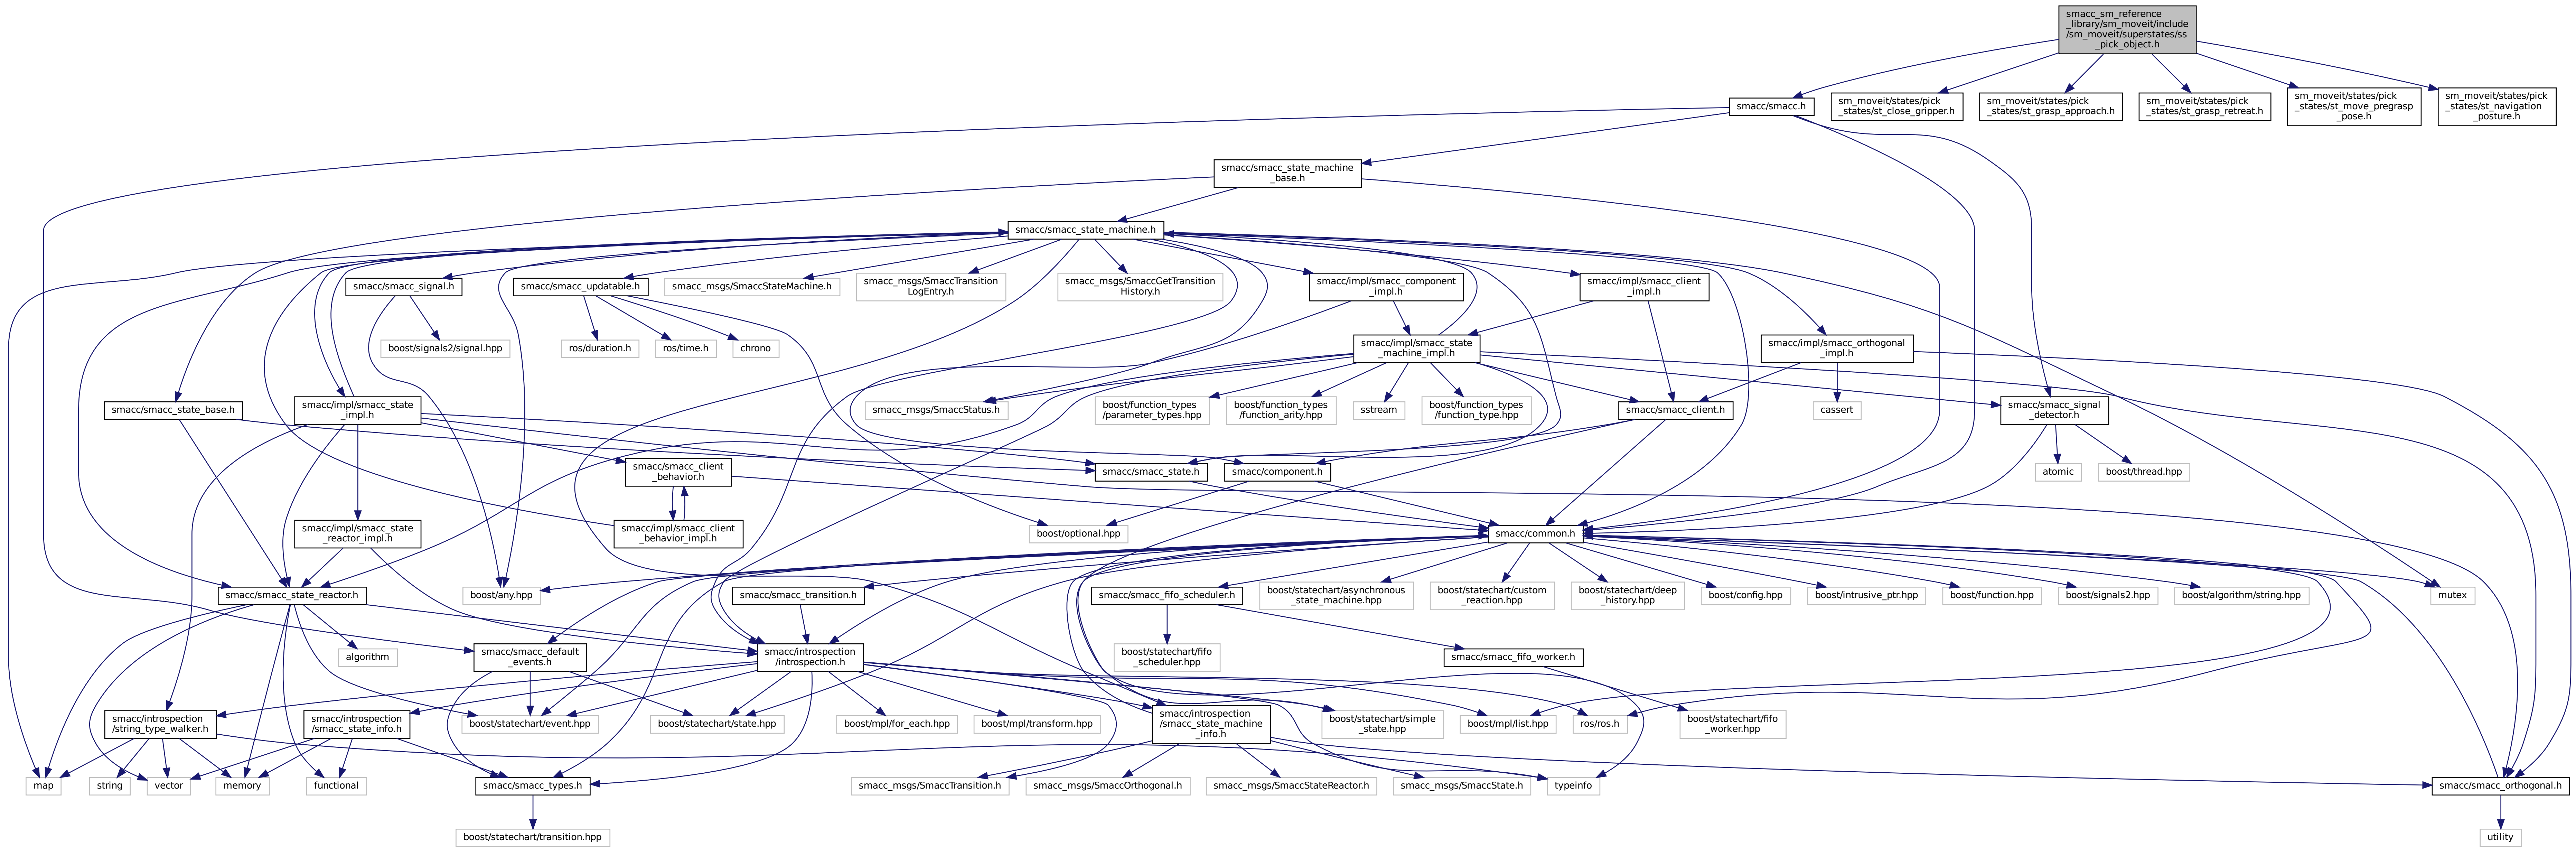 smacc_sm_reference
_library/sm_moveit/include
/sm_moveit/superstates/ss
_pick_object.h
smacc/smacc.h
sm_moveit/states/pick
_states/st_close_gripper.h
sm_moveit/states/pick
_states/st_grasp_approach.h
sm_moveit/states/pick
_states/st_grasp_retreat.h
sm_moveit/states/pick
_states/st_move_pregrasp
_pose.h
sm_moveit/states/pick
_states/st_navigation
_posture.h
smacc/smacc_state_machine
_base.h
smacc/smacc_state_machine.h
smacc/smacc_signal.h
smacc/smacc_updatable.h
smacc_msgs/SmaccStateMachine.h
smacc_msgs/SmaccTransition
LogEntry.h
smacc_msgs/SmaccGetTransition
History.h
smacc/impl/smacc_component
_impl.h
smacc/impl/smacc_client
_impl.h
boost/signals2/signal.hpp
ros/duration.h
ros/time.h
chrono
smacc/impl/smacc_state
_machine_impl.h
smacc/impl/smacc_orthogonal
_impl.h
smacc/smacc_state_base.h
smacc/impl/smacc_state
_impl.h
smacc_msgs/SmaccStatus.h
boost/function_types
/parameter_types.hpp
boost/function_types
/function_arity.hpp
sstream
boost/function_types
/function_type.hpp
smacc/smacc_client.h
cassert
smacc/smacc_signal
_detector.h
smacc/smacc_client
_behavior.h
smacc/smacc_state.h
smacc/component.h
atomic
boost/thread.hpp
smacc/impl/smacc_state
_reactor_impl.h
smacc/impl/smacc_client
_behavior_impl.h
boost/optional.hpp
smacc/common.h
smacc/smacc_state_reactor.h
boost/any.hpp
smacc/smacc_transition.h
smacc/smacc_fifo_scheduler.h
boost/statechart/asynchronous
_state_machine.hpp
boost/statechart/custom
_reaction.hpp
boost/statechart/deep
_history.hpp
boost/config.hpp
boost/intrusive_ptr.hpp
boost/function.hpp
boost/signals2.hpp
boost/algorithm/string.hpp
mutex
algorithm
smacc/smacc_default
_events.h
smacc/introspection
/introspection.h
boost/statechart/fifo
_scheduler.hpp
smacc/smacc_fifo_worker.h
smacc/introspection
/string_type_walker.h
smacc/introspection
/smacc_state_info.h
boost/statechart/event.hpp
boost/statechart/state.hpp
boost/mpl/for_each.hpp
boost/mpl/transform.hpp
smacc/introspection
/smacc_state_machine
_info.h
boost/statechart/simple
_state.hpp
boost/mpl/list.hpp
ros/ros.h
boost/statechart/fifo
_worker.hpp
map
string
vector
memory
functional
smacc/smacc_types.h
smacc_msgs/SmaccTransition.h
smacc_msgs/SmaccOrthogonal.h
smacc_msgs/SmaccStateReactor.h
smacc_msgs/SmaccState.h
typeinfo
smacc/smacc_orthogonal.h
boost/statechart/transition.hpp
utility